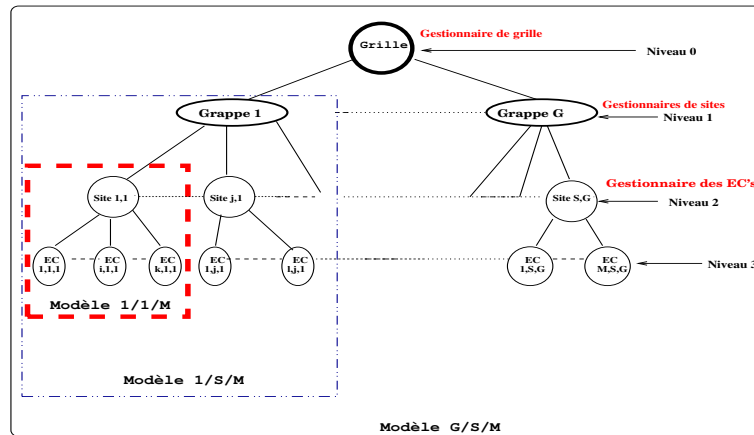 Gestionnaire de grille
Grille
Niveau 0
Gestionnaires de sites
Grappe 1
Grappe G
Niveau 1
Gestionnaire des EC's
Site 1,1
Site j,1
Site S,G
Niveau 2
EC
1,1,1
EC
i,1,1
EC
k,1,1
EC
1,j,1
EC
l,j,1
EC
1,S,G
EC
M,S,G
Niveau 3
Modèle 1/1/M
Modèle 1/S/M
Modèle G/S/M